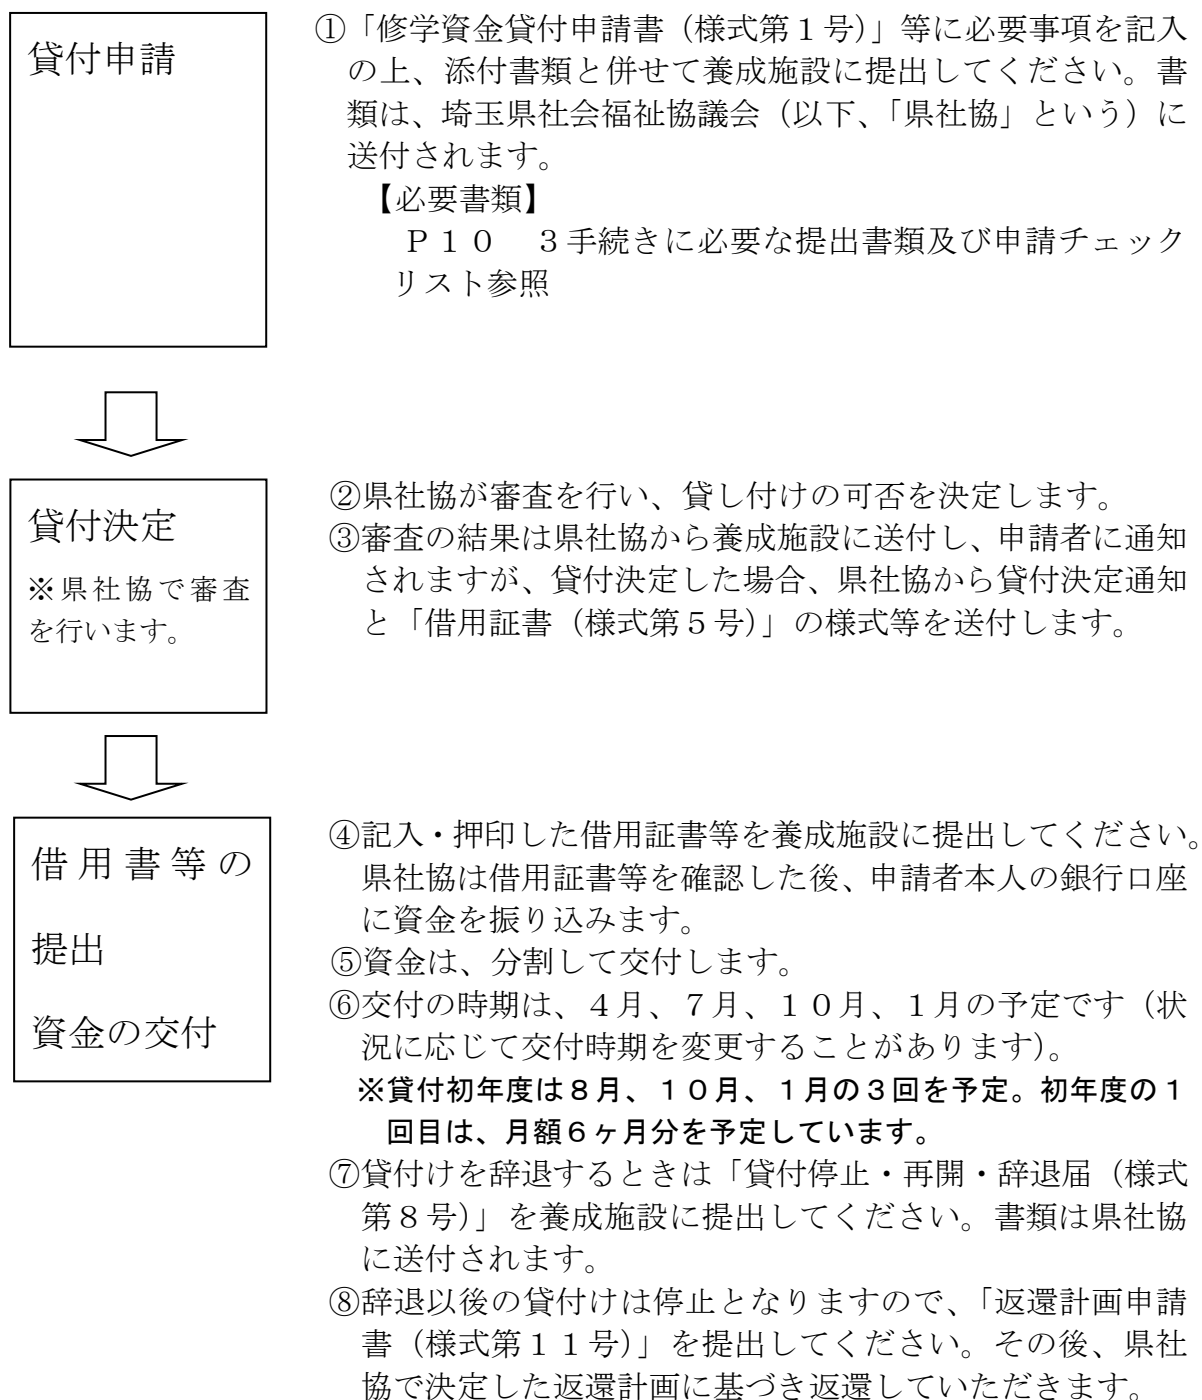 貸付申請
①「修学資金貸付申請書（様式第１号）」等に必要事項を記入
の上、添付書類と併せて養成施設に提出してください。書
類は、埼玉県社会福祉協議会（以下、「県社協」という）に
送付されます。
【必要書類】
Ｐ１０　３手続きに必要な提出書類及び申請チェック
リスト参照
貸付決定
※県社協で審査
を行います。
②県社協が審査を行い、貸し付けの可否を決定します。
③審査の結果は県社協から養成施設に送付し、申請者に通知
されますが、貸付決定した場合、県社協から貸付決定通知
と「借用証書（様式第５号）」の様式等を送付します。
借用書等の
提出
資金の交付
④記入・押印した借用証書等を養成施設に提出してください。
県社協は借用証書等を確認した後、申請者本人の銀行口座
に資金を振り込みます。
⑤資金は、分割して交付します。
⑥交付の時期は、４月、７月、１０月、１月の予定です（状
況に応じて交付時期を変更することがあります）。
※貸付初年度は８月、１０月、１月の３回を予定。初年度の１
回目は、月額６ヶ月分を予定しています。
⑦貸付けを辞退するときは「貸付停止・再開・辞退届（様式
第８号）」を養成施設に提出してください。書類は県社協
に送付されます。
⑧辞退以後の貸付けは停止となりますので、「返還計画申請
書（様式第１１号）」を提出してください。その後、県社
協で決定した返還計画に基づき返還していただきます。